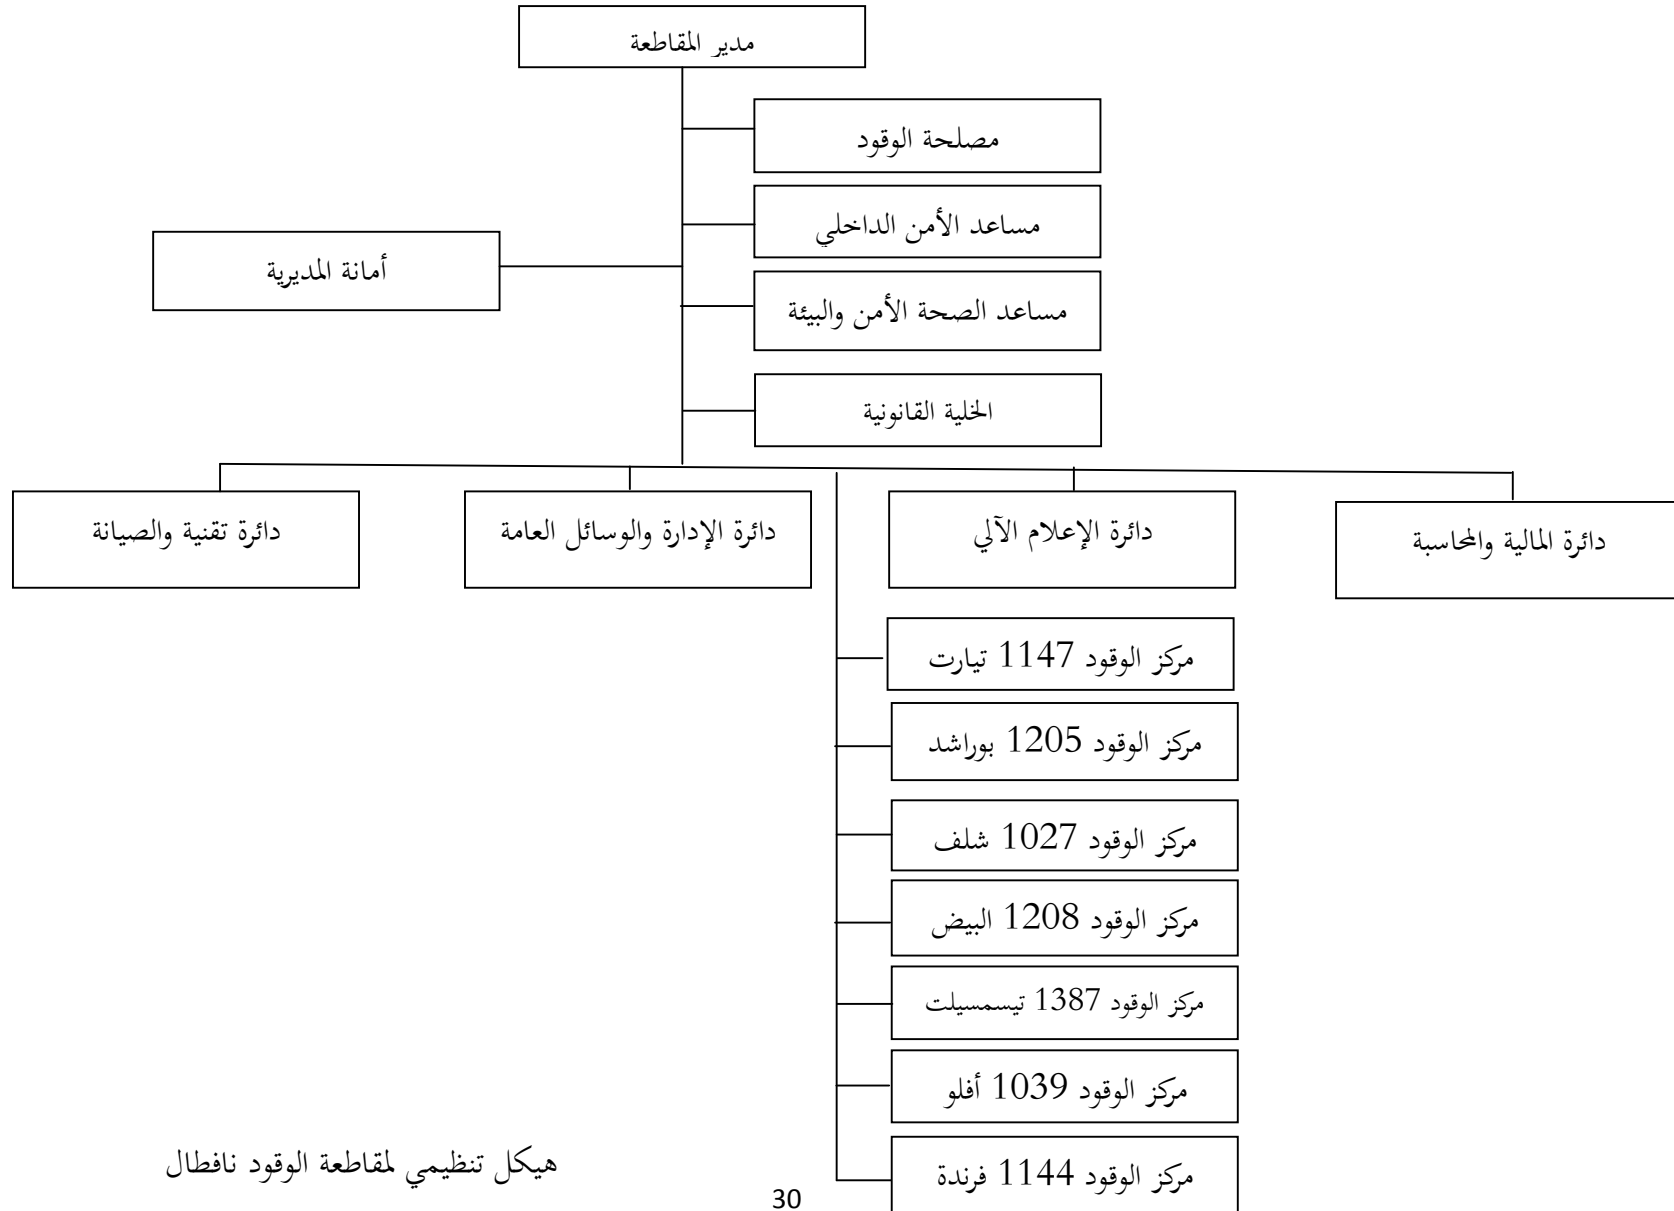 مدير المقاطعة
مصلحة الوقود
مساعد الأمن الداخلي
أمانة المديرية
مساعد الصحة الأمن والبيئة
الخلية القانونية
دائرة المالية والمحاسبة
دائرة الإعلام الآلي
دائرة الإدارة والوسائل العامة
دائرة تقنية والصيانة
مركز الوقود 1147 تيارت
مركز الوقود 1205 بوراشد
مركز الوقود 1027 شلف
مركز الوقود 1208 البيض
مركز الوقود 1387 تيسمسيلت
مركز الوقود 1039 أفلو
مركز الوقود 1144 فرندة
هيكل تنظيمي لمقاطعة الوقود نافطال
30